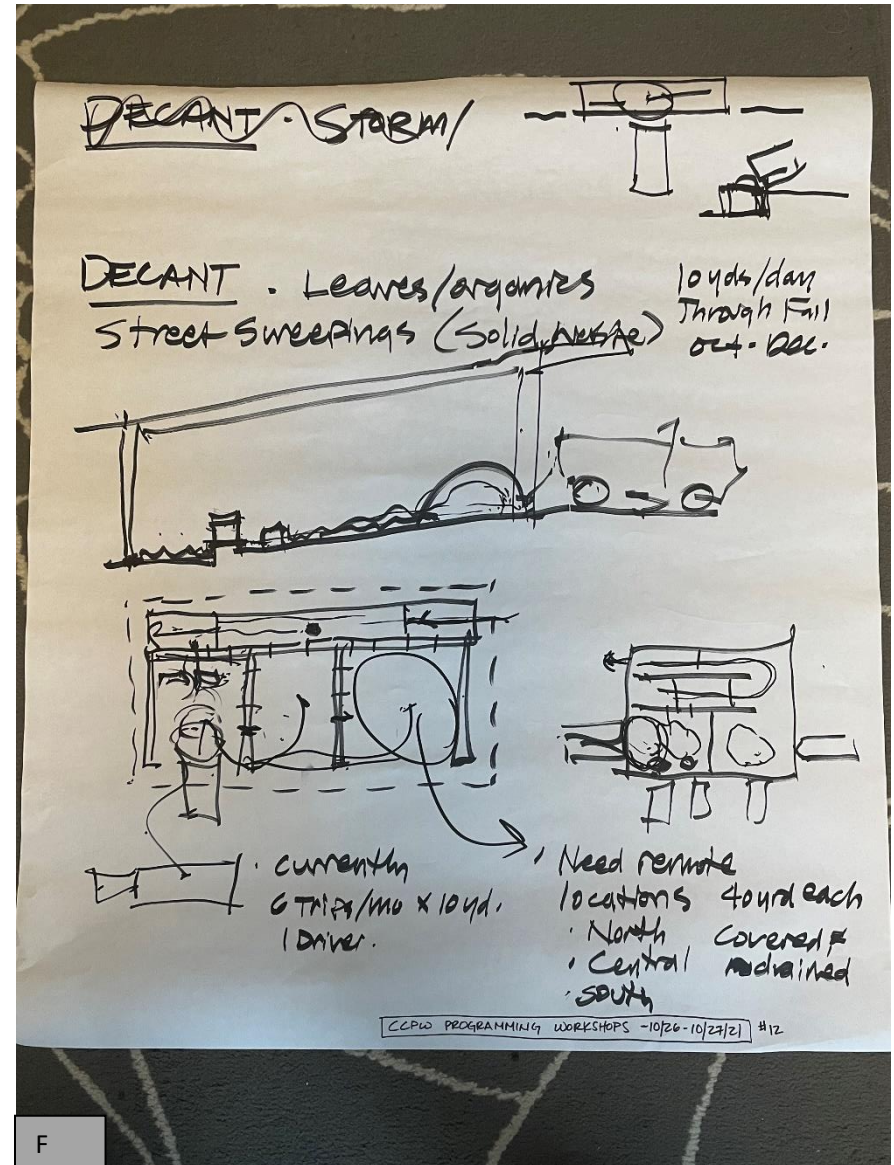 DECANT · STORM/
DECANT · Leaves/organics
Street Sweepings (Solid Waste)
10 yds/day
Through Fall
oct - Dec.
· currently
6 Trips/mo x 10 yd.
1 Driver.
· Need remote
locations 40 yrd each
· North covered &
· Central drained
· south
CCPW PROGRAMMING WORKSHOPS -10/26-10/27/21 #12
F